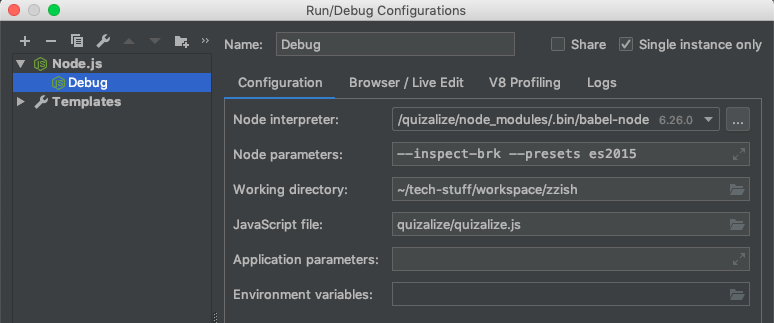 Run/Debug Configurations
Name: Debug Share Single instance only
Node.js
Debug
Templates
Configuration Browser / Live Edit V8 Profiling Logs
Node interpreter: /quizalize/node_modules/.bin/babel-node 6.26.0 ...
Node parameters: --inspect-brk --presets es2015
Working directory: ~/tech-stuff/workspace/zzish
JavaScript file: quizalize/quizalize.js
Application parameters:
Environment variables: